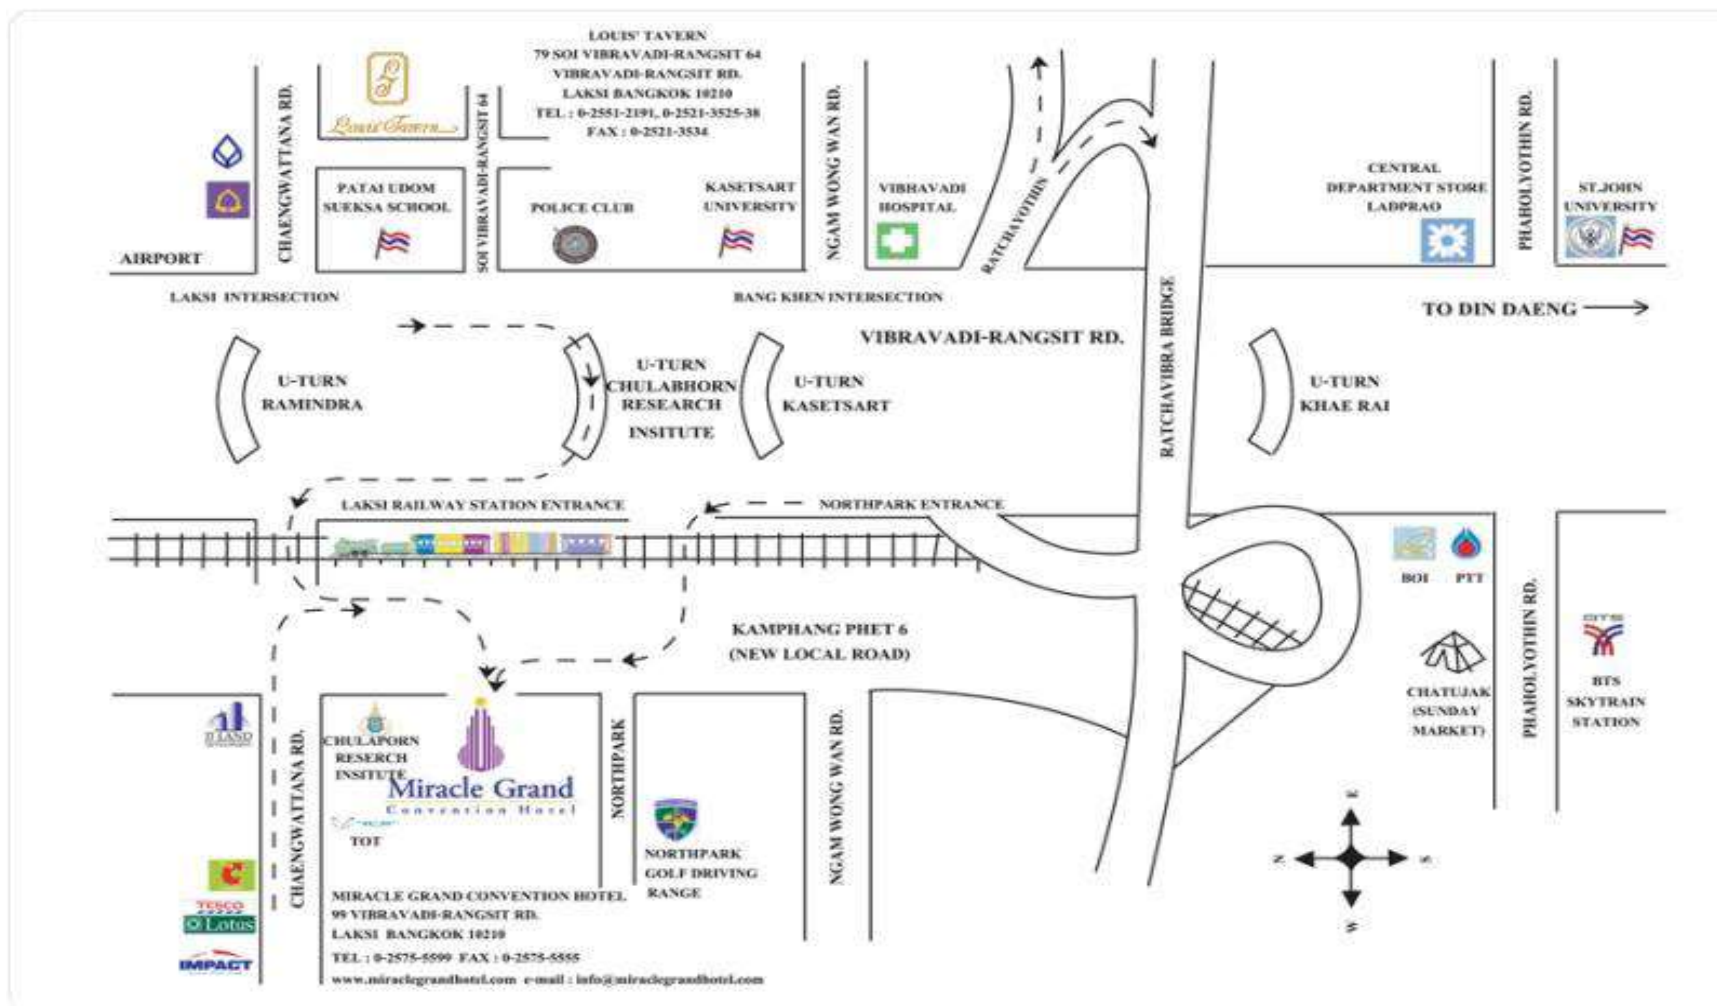 LOUIS' TAVERN
79 SOI VIBRAVADI-RANGSIT 64
VIBRAVADI-RANGSIT RD.
LAKSI BANGKOK 10210
TEL : 0-2551-2191, 0-2521-3525-38
FAX : 0-2521-3534
Louis' Tavern
CHAENGWATTANA RD.
SOI VIBRAVADI-RANGSIT 64
NGAM WONG WAN RD.
PHAHOLYOTHIN RD.
PATAI UDOM
SUEKSA SCHOOL
POLICE CLUB
KASETSART
UNIVERSITY
VIBHAVADI
HOSPITAL
RATCHAYOTHIN
CENTRAL
DEPARTMENT STORE
LADPRAO
ST.JOHN
UNIVERSITY
AIRPORT
LAKSI INTERSECTION
BANG KHEN INTERSECTION
TO DIN DAENG
VIBRAVADI-RANGSIT RD.
RATCHAVIBRA BRIDGE
U-TURN
RAMINDRA
U-TURN
CHULABHORN
RESEARCH
INSITUTE
U-TURN
KASETSART
U-TURN
KHAE RAI
LAKSI RAILWAY STATION ENTRANCE
NORTHPARK ENTRANCE
BOI
PTT
KAMPHANG PHET 6
(NEW LOCAL ROAD)
PHAHOLYOTHIN RD.
BTS
CHATUJAK
(SUNDAY
MARKET)
BTS
SKYTRAIN
STATION
CHAENGWATTANA RD.
CHULAPORN
RESERCH
INSITUTE
Miracle Grand
Convention Hotel
TOT
NORTHPARK
NORTHPARK
GOLF DRIVING
RANGE
NGAM WONG WAN RD.
TESCO
Lotus
IMPACT
MIRACLE GRAND CONVENTION HOTEL
99 VIBRAVADI-RANGSIT RD.
LAKSI BANGKOK 10210
TEL : 0-2575-5599 FAX : 0-2575-5555
www.miraclegrandhotel.com e-mail : info@miraclegrandhotel.com
E
N
S
W